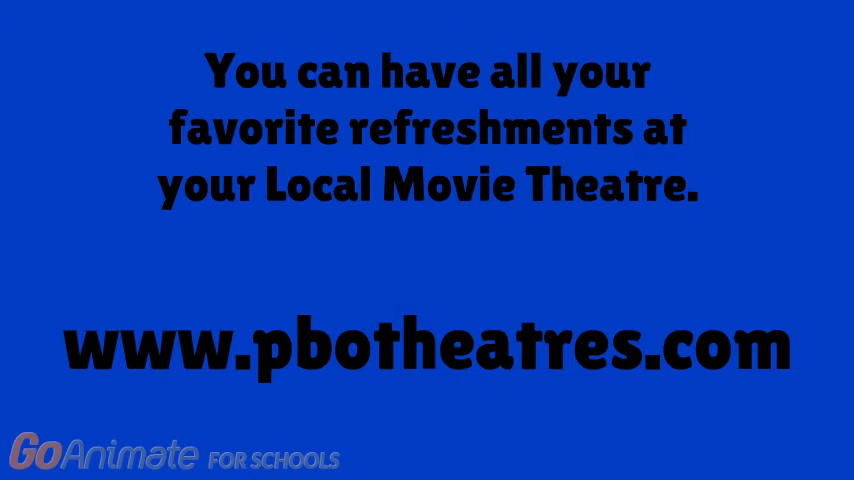 You can have all your
favorite refreshments at
your Local Movie Theatre.
www.pbotheatres.com
GoAnimate FOR SCHOOLS